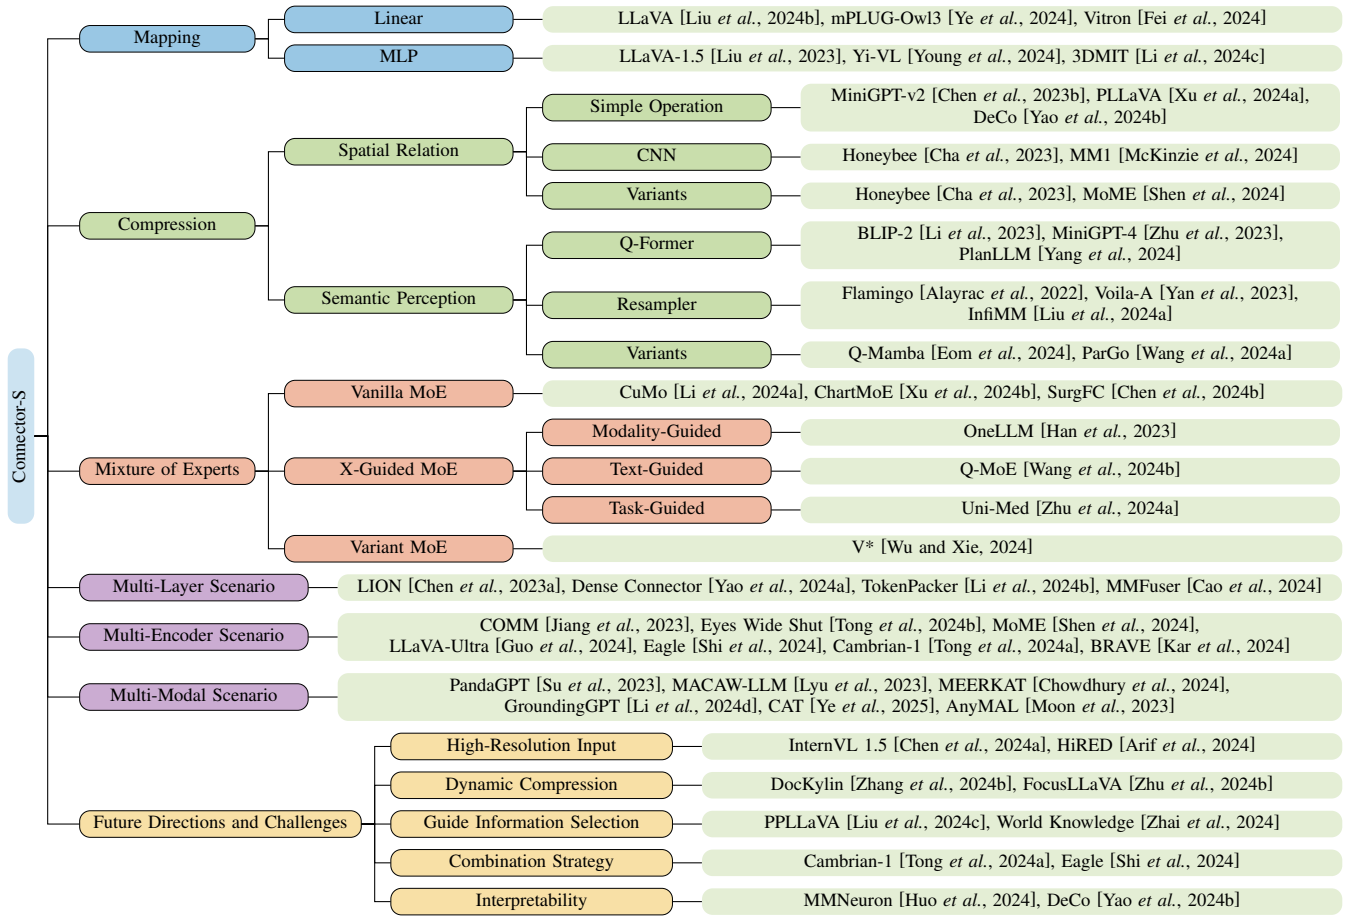 Connector-S
Mapping
Linear
LLaVA [Liu et al., 2024b], mPLUG-Owl3 [Ye et al., 2024], Vitron [Fei et al., 2024]
MLP
LLaVA-1.5 [Liu et al., 2023], Yi-VL [Young et al., 2024], 3DMIT [Li et al., 2024c]
Compression
Spatial Relation
Simple Operation
MiniGPT-v2 [Chen et al., 2023b], PLLaVA [Xu et al., 2024a],
DeCo [Yao et al., 2024b]
CNN
Honeybee [Cha et al., 2023], MM1 [McKinzie et al., 2024]
Variants
Honeybee [Cha et al., 2023], MoME [Shen et al., 2024]
Semantic Perception
Q-Former
BLIP-2 [Li et al., 2023], MiniGPT-4 [Zhu et al., 2023],
PlanLLM [Yang et al., 2024]
Resampler
Flamingo [Alayrac et al., 2022], Voila-A [Yan et al., 2023],
InfiMM [Liu et al., 2024a]
Variants
Q-Mamba [Eom et al., 2024], ParGo [Wang et al., 2024a]
Mixture of Experts
Vanilla MoE
CuMo [Li et al., 2024a], ChartMoE [Xu et al., 2024b], SurgFC [Chen et al., 2024b]
X-Guided MoE
Modality-Guided
OneLLM [Han et al., 2023]
Text-Guided
Q-MoE [Wang et al., 2024b]
Task-Guided
Uni-Med [Zhu et al., 2024a]
Variant MoE
V* [Wu and Xie, 2024]
Multi-Layer Scenario
LION [Chen et al., 2023a], Dense Connector [Yao et al., 2024a], TokenPacker [Li et al., 2024b], MMFuser [Cao et al., 2024]
Multi-Encoder Scenario
COMM [Jiang et al., 2023], Eyes Wide Shut [Tong et al., 2024b], MoME [Shen et al., 2024],
LLaVA-Ultra [Guo et al., 2024], Eagle [Shi et al., 2024], Cambrian-1 [Tong et al., 2024a], BRAVE [Kar et al., 2024]
Multi-Modal Scenario
PandaGPT [Su et al., 2023], MACAW-LLM [Lyu et al., 2023], MEERKAT [Chowdhury et al., 2024],
GroundingGPT [Li et al., 2024d], CAT [Ye et al., 2025], AnyMAL [Moon et al., 2023]
Future Directions and Challenges
High-Resolution Input
InternVL 1.5 [Chen et al., 2024a], HiRED [Arif et al., 2024]
Dynamic Compression
DocKylin [Zhang et al., 2024b], FocusLLaVA [Zhu et al., 2024b]
Guide Information Selection
PPLLaVA [Liu et al., 2024c], World Knowledge [Zhai et al., 2024]
Combination Strategy
Cambrian-1 [Tong et al., 2024a], Eagle [Shi et al., 2024]
Interpretability
MMNeuron [Huo et al., 2024], DeCo [Yao et al., 2024b]